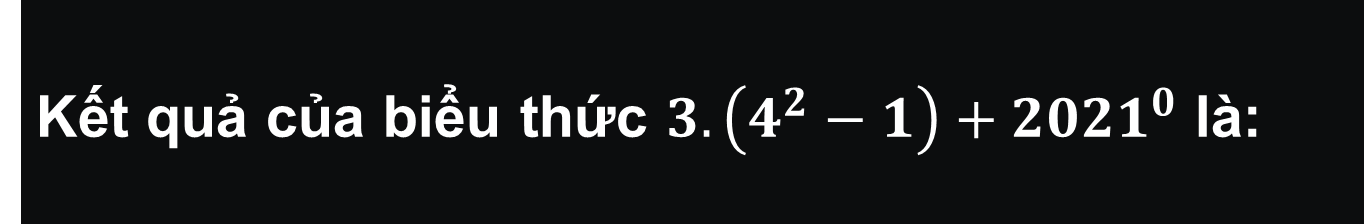 Kết quả của biểu thức 3.(4² − 1) + 2021⁰ là: